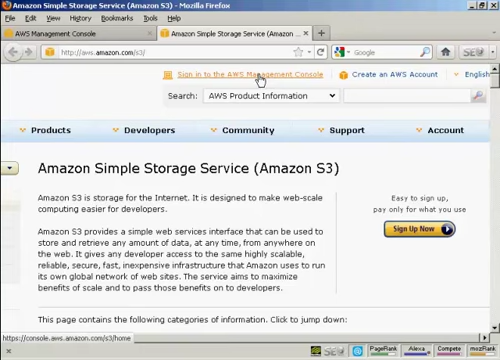 Amazon Simple Storage Service (Amazon S3) - Mozilla Firefox
File Edit View History Bookmarks Tools Help
AWS Management Console
Amazon Simple Storage Service (Amazon ...
http://aws.amazon.com/s3/
Google
Sign in to the AWS Management Console
Create an AWS Account
English
Search:
AWS Product Information
Products
Developers
Community
Support
Account
Amazon Simple Storage Service (Amazon S3)
Amazon S3 is storage for the Internet. It is designed to make web-scale
computing easier for developers.
Easy to sign up,
pay only for what you use
Sign Up Now
Amazon S3 provides a simple web services interface that can be used to
store and retrieve any amount of data, at any time, from anywhere on
the web. It gives any developer access to the same highly scalable,
reliable, secure, fast, inexpensive infrastructure that Amazon uses to run
its own global network of web sites. The service aims to maximize
benefits of scale and to pass those benefits on to developers.
This page contains the following categories of information. Click to jump down:
https://console.aws.amazon.com/s3/home
PageRank
Alexa
Compete
mozRank